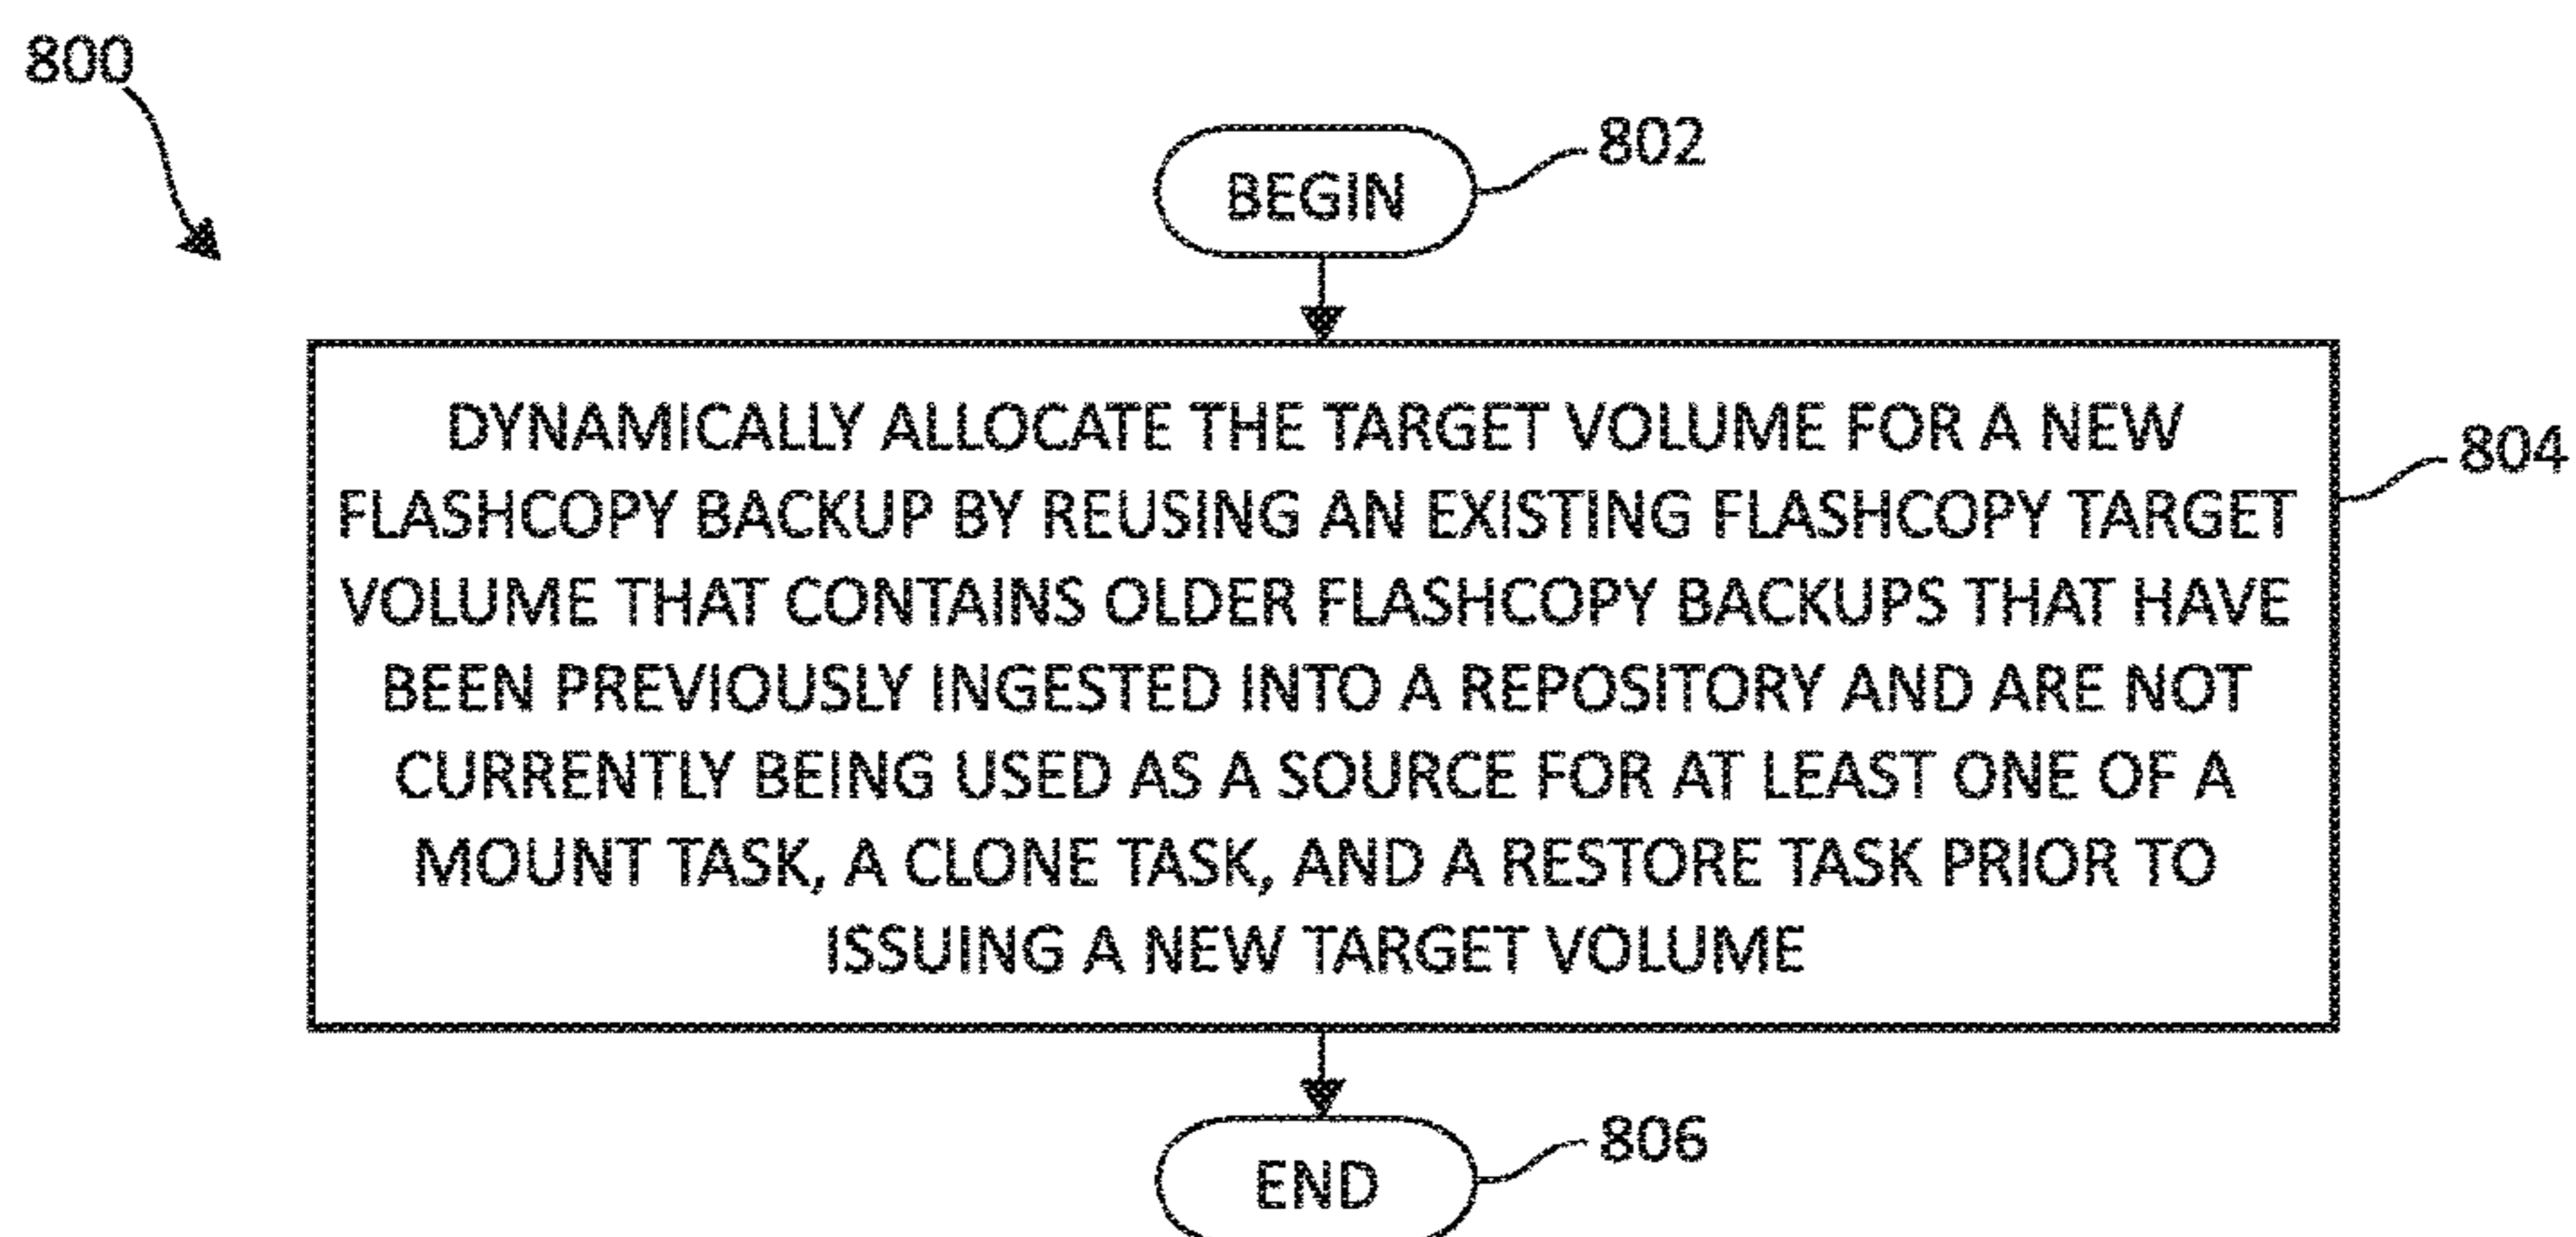 800
BEGIN
802
DYNAMICALLY ALLOCATE THE TARGET VOLUME FOR A NEW
FLASHCOPY BACKUP BY REUSING AN EXISTING FLASHCOPY TARGET
VOLUME THAT CONTAINS OLDER FLASHCOPY BACKUPS THAT HAVE
BEEN PREVIOUSLY INGESTED INTO A REPOSITORY AND ARE NOT
CURRENTLY BEING USED AS A SOURCE FOR AT LEAST ONE OF A
MOUNT TASK, A CLONE TASK, AND A RESTORE TASK PRIOR TO
ISSUING A NEW TARGET VOLUME
804
END
806